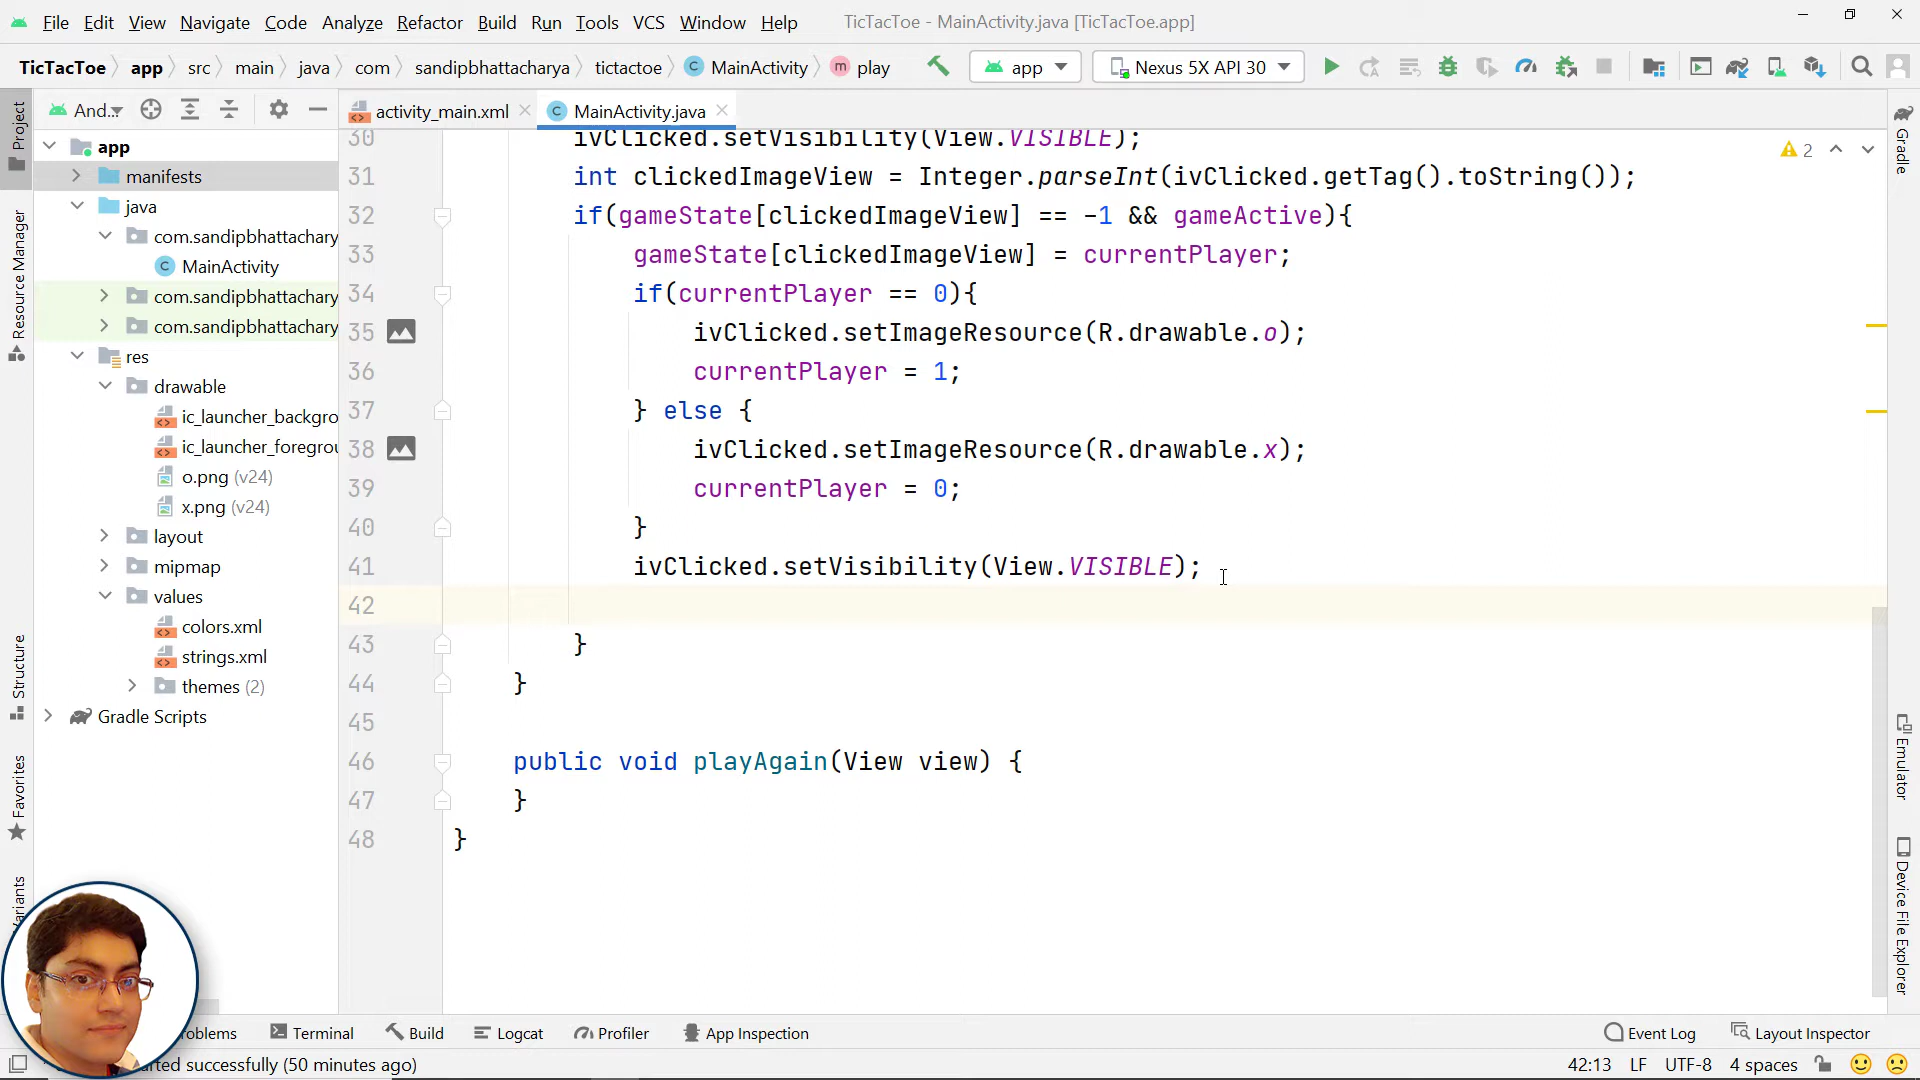 File Edit View Navigate Code Analyze Refactor Build Run Tools VCS Window Help TicTacToe - MainActivity.java [TicTacToe.app]
TicTacToe app src main java com sandipbhattacharya tictactoe MainActivity play app Nexus 5X API 30
And... activity_main.xml MainActivity.java
Project
Resource Manager
Structure
Favorites
app
manifests
java
com.sandipbhattachary
MainActivity
com.sandipbhattachary
com.sandipbhattachary
res
drawable
ic_launcher_backgro
ic_launcher_foregrou
o.png (v24)
x.png (v24)
layout
mipmap
values
colors.xml
strings.xml
themes (2)
Gradle Scripts
2
30 ivClicked.setVisibility(View.VISIBLE);
31 int clickedImageView = Integer.parseInt(ivClicked.getTag().toString());
32 if(gameState[clickedImageView] == -1 && gameActive){
33 gameState[clickedImageView] = currentPlayer;
34 if(currentPlayer == 0){
35 ivClicked.setImageResource(R.drawable.o);
36 currentPlayer = 1;
37 } else {
38 ivClicked.setImageResource(R.drawable.x);
39 currentPlayer = 0;
40 }
41 ivClicked.setVisibility(View.VISIBLE);
42
43 }
44 }
45
46 public void playAgain(View view) {
47 }
48 }
Gradle
Emulator
Device File Explorer
oblems Terminal Build Logcat Profiler App Inspection Event Log Layout Inspector
rted successfully (50 minutes ago) 42:13 LF UTF-8 4 spaces